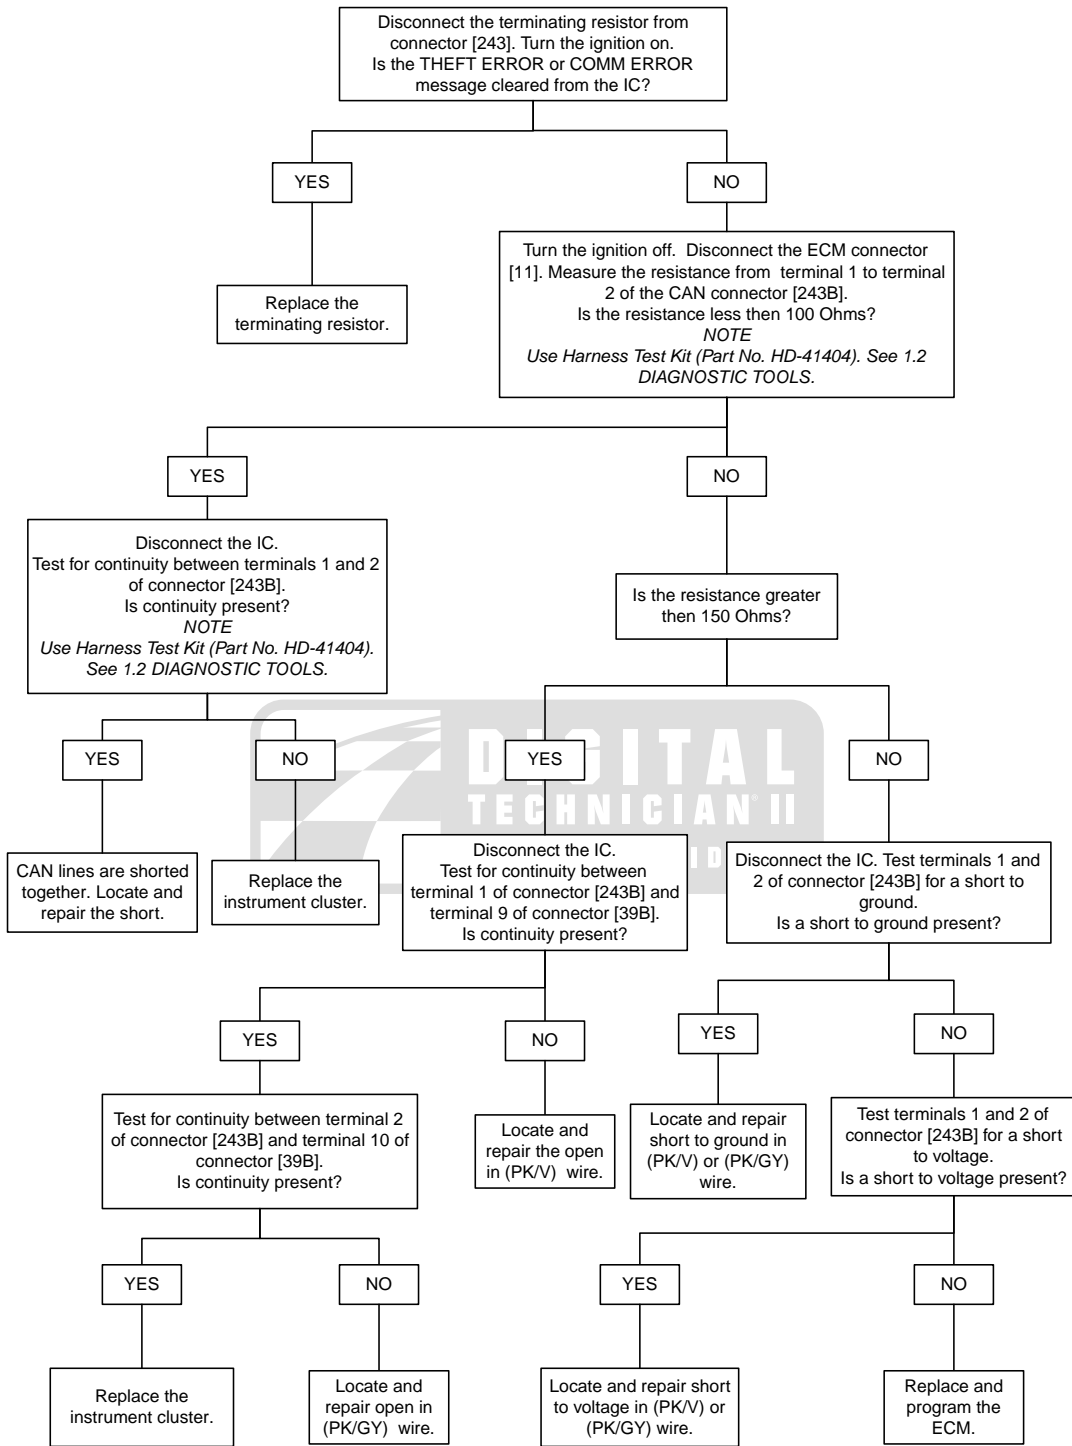 Disconnect the terminating resistor from
connector [243]. Turn the ignition on.
Is the THEFT ERROR or COMM ERROR
message cleared from the IC?
YES
NO
Replace the
terminating resistor.
Turn the ignition off. Disconnect the ECM connector
[11]. Measure the resistance from terminal 1 to terminal
2 of the CAN connector [243B].
Is the resistance less then 100 Ohms?
NOTE
Use Harness Test Kit (Part No. HD-41404). See 1.2
DIAGNOSTIC TOOLS.
YES
NO
Disconnect the IC.
Test for continuity between terminals 1 and 2
of connector [243B].
Is continuity present?
NOTE
Use Harness Test Kit (Part No. HD-41404).
See 1.2 DIAGNOSTIC TOOLS.
Is the resistance greater
then 150 Ohms?
YES
NO
YES
NO
DIGITAL
TECHNICIAN® II
CAN lines are shorted
together. Locate and
repair the short.
Replace the
instrument cluster.
Disconnect the IC.
Test for continuity between
terminal 1 of connector [243B] and
terminal 9 of connector [39B].
Is continuity present?
Disconnect the IC. Test terminals 1 and
2 of connector [243B] for a short to
ground.
Is a short to ground present?
YES
NO
YES
NO
Test for continuity between terminal 2
of connector [243B] and terminal 10 of
connector [39B].
Is continuity present?
Locate and
repair the open
in (PK/V) wire.
Locate and repair
short to ground in
(PK/V) or (PK/GY)
wire.
Test terminals 1 and 2 of
connector [243B] for a short
to voltage.
Is a short to voltage present?
YES
NO
YES
NO
Replace the
instrument cluster.
Locate and
repair open in
(PK/GY) wire.
Locate and repair short
to voltage in (PK/V) or
(PK/GY) wire.
Replace and
program the
ECM.